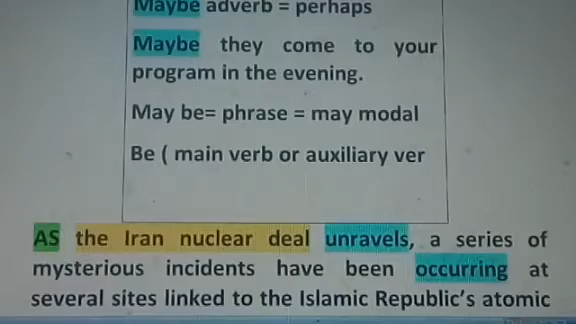 Maybe adverb = perhaps
Maybe they come to your
program in the evening.
May be= phrase = may modal
Be ( main verb or auxiliary ver
AS the Iran nuclear deal unravels, a series of
mysterious incidents have been occurring at
several sites linked to the Islamic Republic's atomic